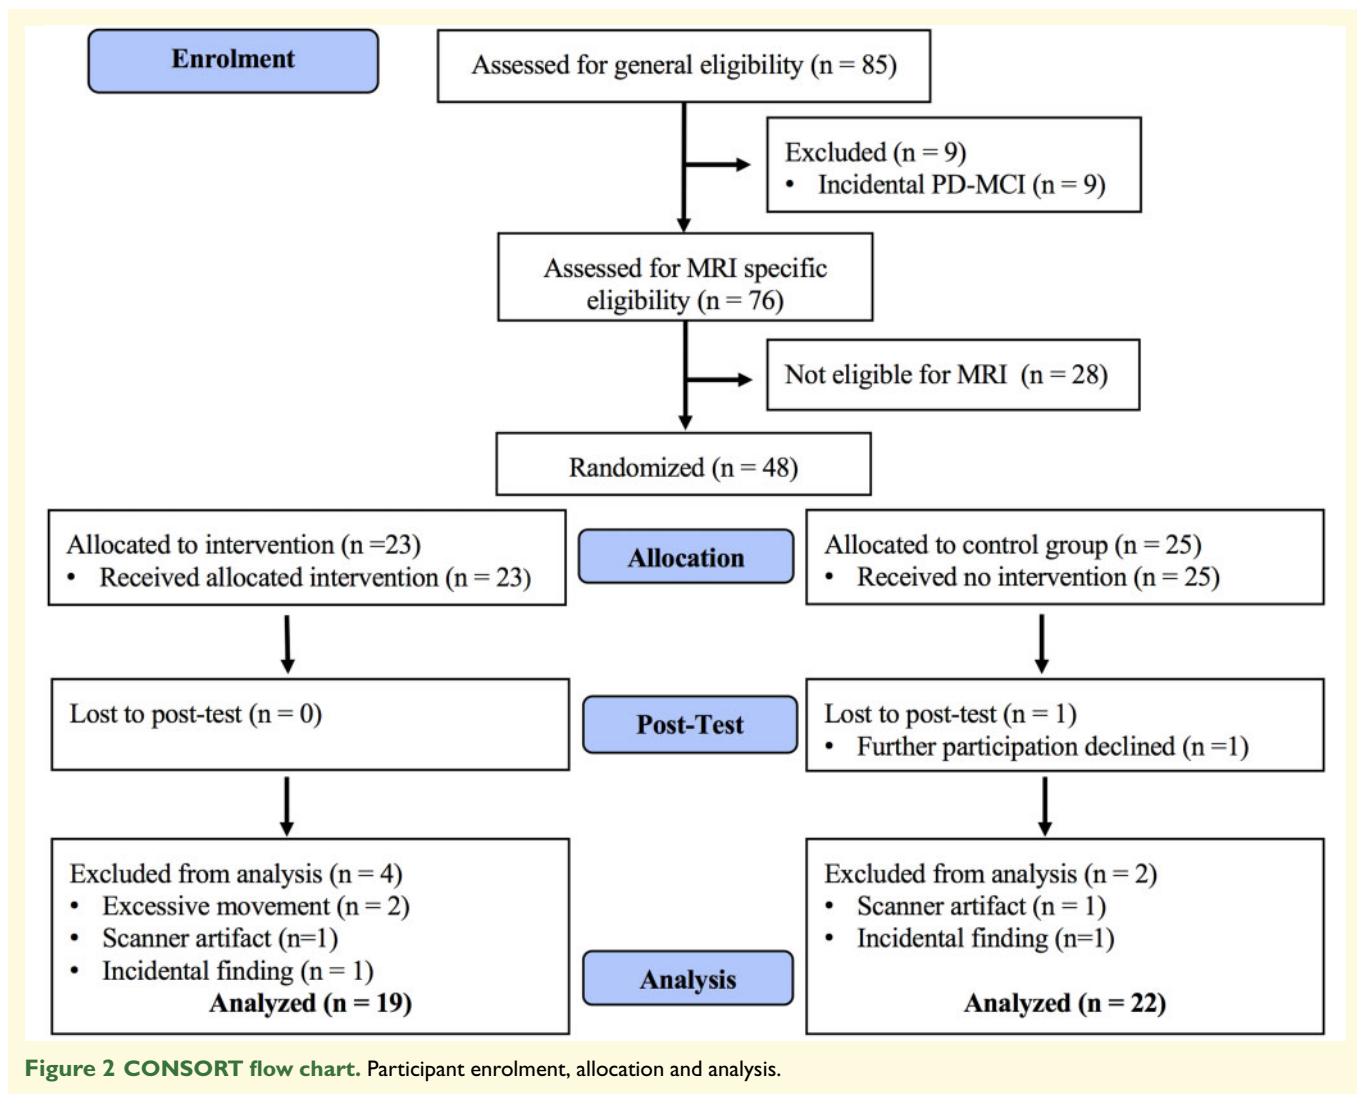 Enrolment
Assessed for general eligibility (n = 85)
Excluded (n = 9)
• Incidental PD-MCI (n = 9)
Assessed for MRI specific
eligibility (n = 76)
Not eligible for MRI (n = 28)
Randomized (n = 48)
Allocated to intervention (n =23)
• Received allocated intervention (n = 23)
Allocation
Allocated to control group (n = 25)
• Received no intervention (n = 25)
Lost to post-test (n = 0)
Post-Test
Lost to post-test (n = 1)
• Further participation declined (n =1)
Excluded from analysis (n = 4)
• Excessive movement (n = 2)
• Scanner artifact (n=1)
• Incidental finding (n = 1)
Analyzed (n = 19)
Analysis
Excluded from analysis (n = 2)
• Scanner artifact (n = 1)
• Incidental finding (n=1)
Analyzed (n = 22)
Figure 2 CONSORT flow chart. Participant enrolment, allocation and analysis.